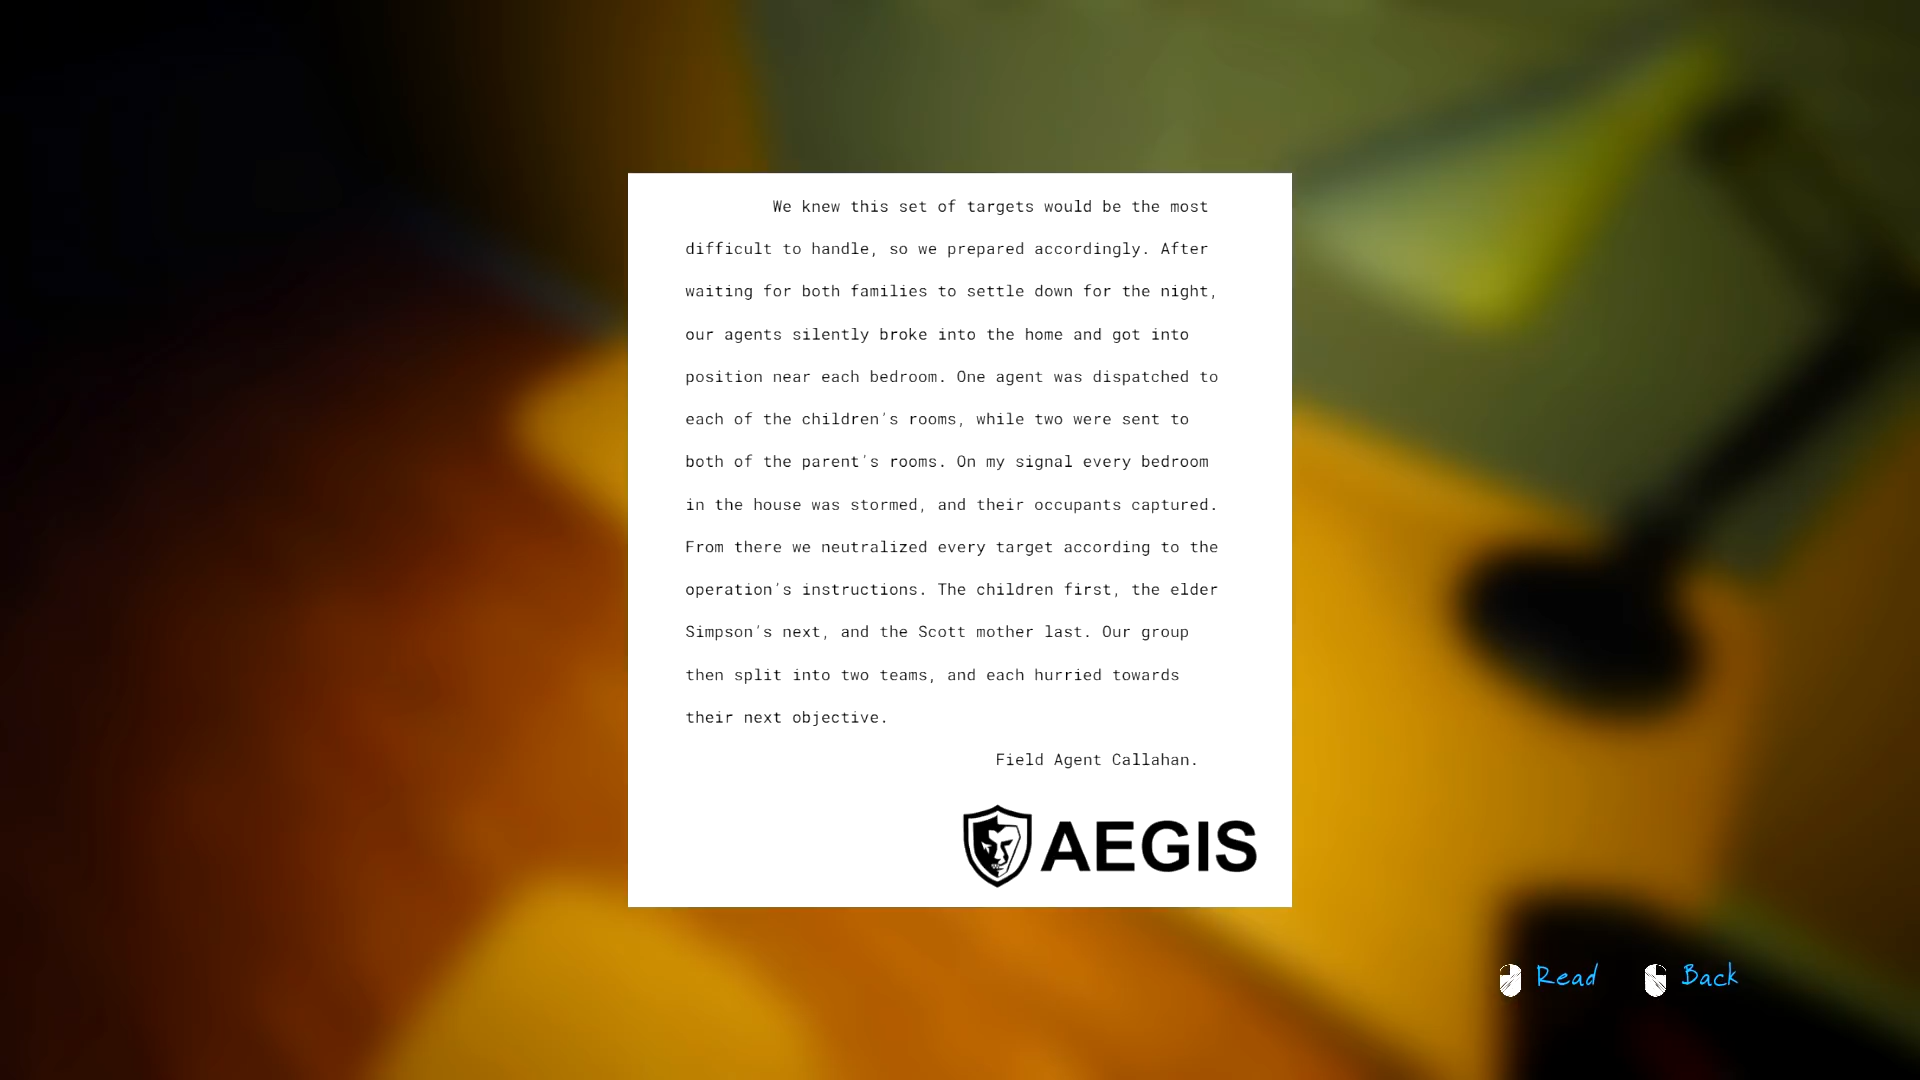 We knew this set of targets would be the most
difficult to handle, so we prepared accordingly. After
waiting for both families to settle down for the night,
our agents silently broke into the home and got into
position near each bedroom. One agent was dispatched to
each of the children's rooms, while two were sent to
both of the parent's rooms. On my signal every bedroom
in the house was stormed, and their occupants captured.
From there we neutralized every target according to the
operation's instructions. The children first, the elder
Simpson's next, and the Scott mother last. Our group
then split into two teams, and each hurried towards
their next objective.
Field Agent Callahan.
AEGIS
Read
Back